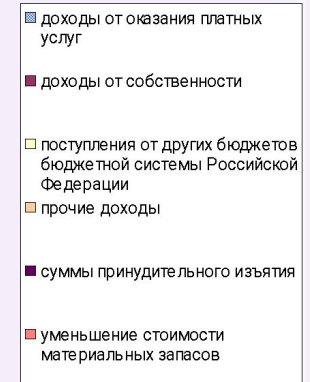 доходы от оказания платных
услуг
доходы от собственности
поступления от других бюджетов
бюджетной системы Российской
Федерации
прочие доходы
суммы принудительного изъятия
уменьшение стоимости
материальных запасов